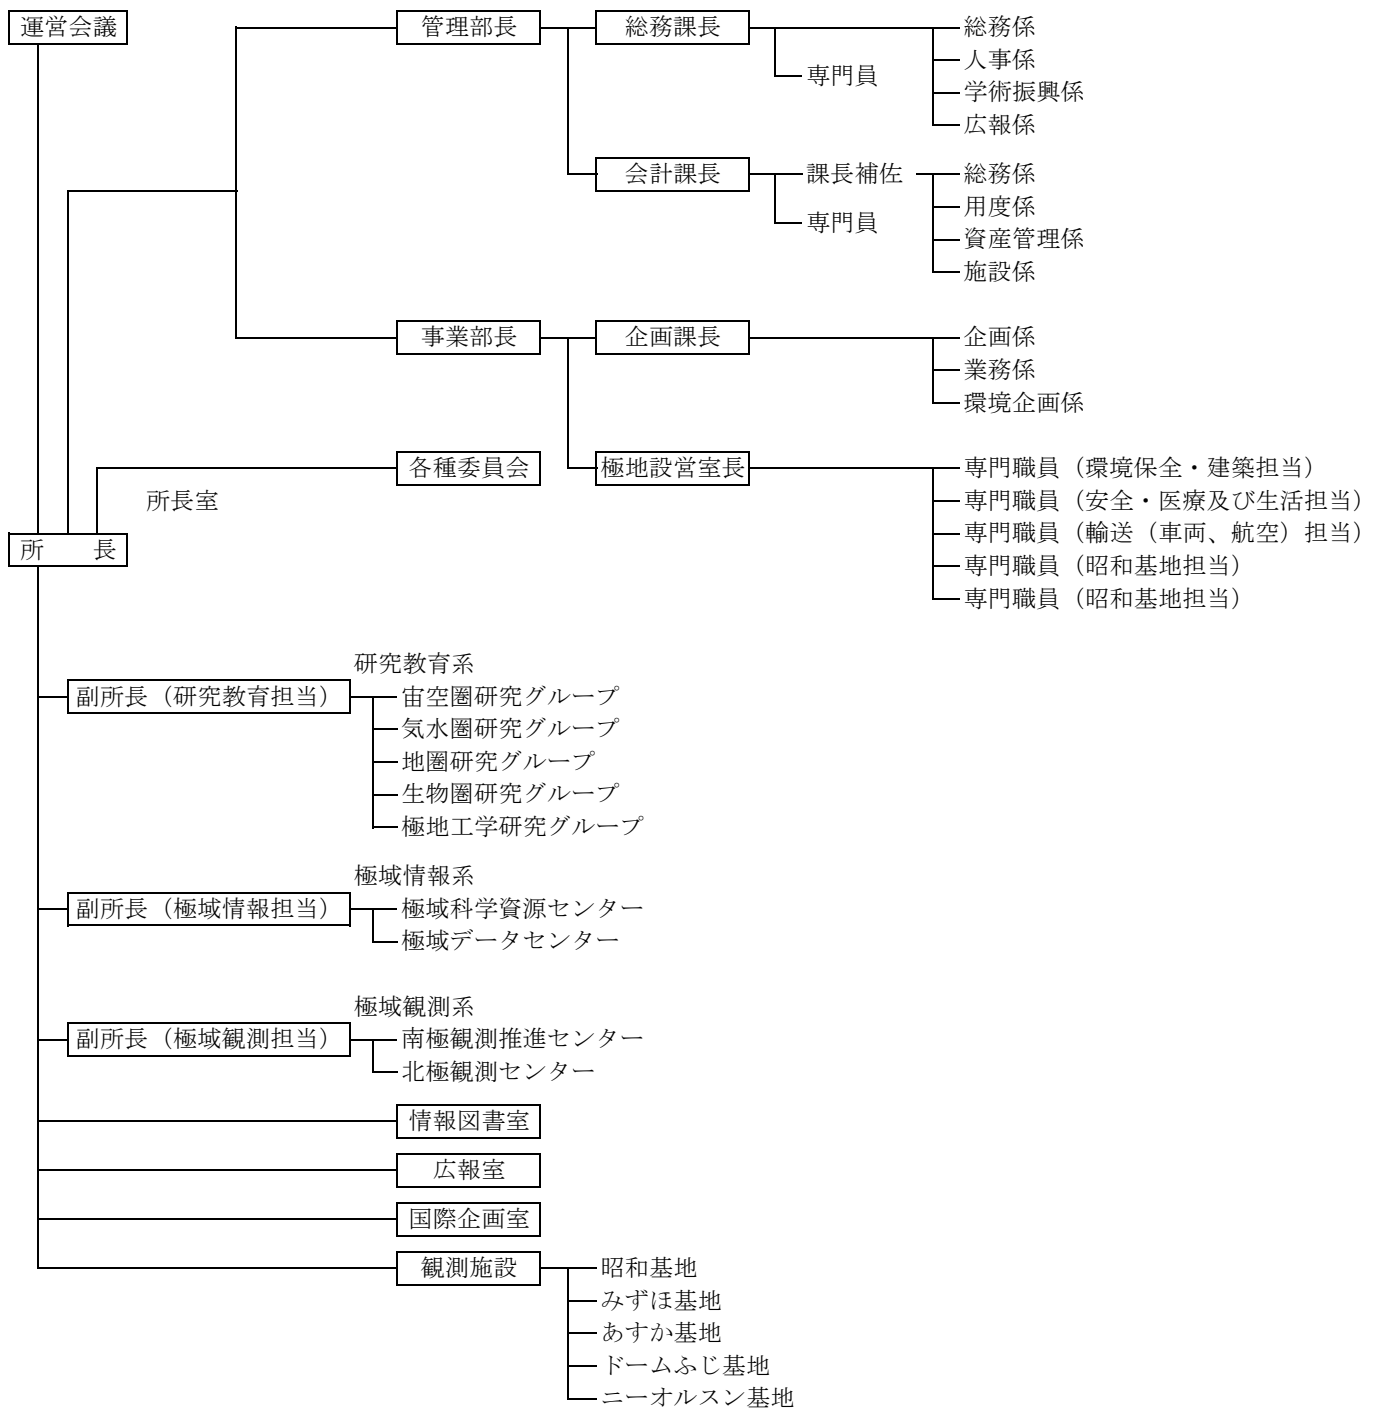 運営会議
管理部長
総務課長
総務係
人事係
専門員
学術振興係
広報係
会計課長
課長補佐
総務係
用度係
専門員
資産管理係
施設係
事業部長
企画課長
企画係
業務係
環境企画係
各種委員会
極地設営室長
専門職員（環境保全・建築担当）
所長室
専門職員（安全・医療及び生活担当）
専門職員（輸送（車両、航空）担当）
所　　長
専門職員（昭和基地担当）
専門職員（昭和基地担当）
研究教育系
副所長（研究教育担当）
宙空圏研究グループ
気水圏研究グループ
地圏研究グループ
生物圏研究グループ
極地工学研究グループ
極域情報系
副所長（極域情報担当）
極域科学資源センター
極域データセンター
極域観測系
副所長（極域観測担当）
南極観測推進センター
北極観測センター
情報図書室
広報室
国際企画室
観測施設
昭和基地
みずほ基地
あすか基地
ドームふじ基地
ニーオルスン基地